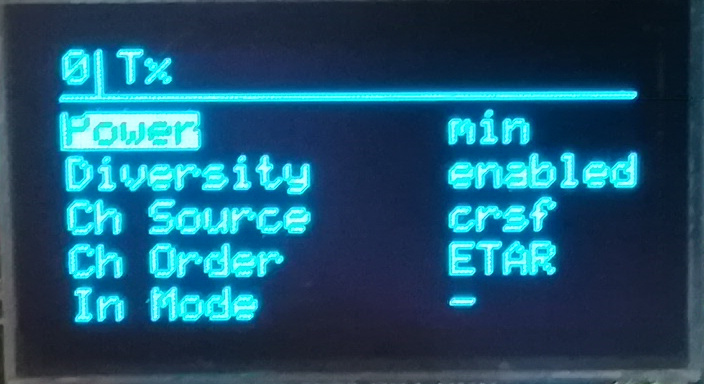 0| Tx
Power min
Diversity enabled
Ch Source crsf
Ch Order ETAR
In Mode –